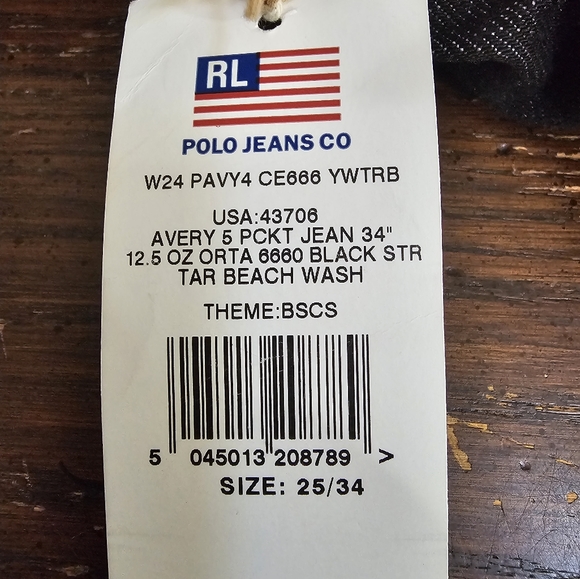 RL
POLO JEANS CO
W24 PAVY4 CE666 YWTRB
USA:43706
AVERY 5 PCKT JEAN 34"
12.5 OZ ORTA 6660 BLACK STR
TAR BEACH WASH
THEME:BSCS
5 045013 208789 >
SIZE: 25/34